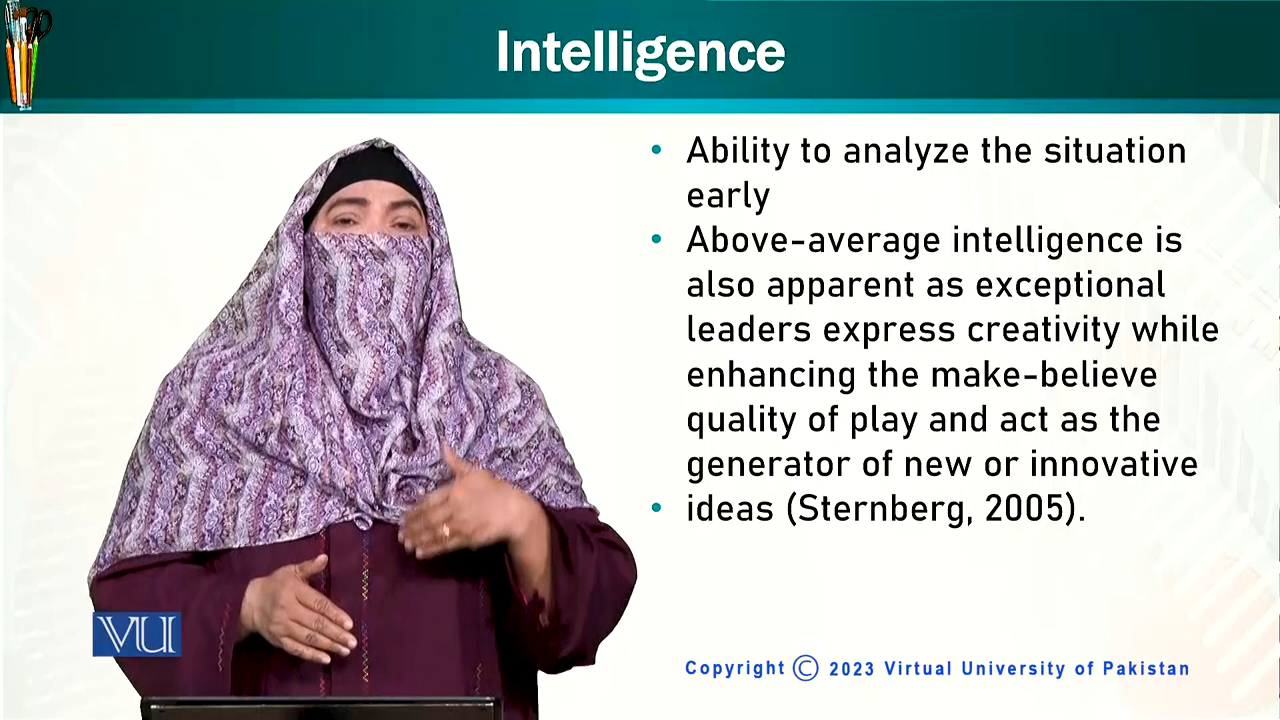 Intelligence
• Ability to analyze the situation
early
• Above-average intelligence is
also apparent as exceptional
leaders express creativity while
enhancing the make-believe
quality of play and act as the
generator of new or innovative
• ideas (Sternberg, 2005).
VU
Copyright © 2023 Virtual University of Pakistan